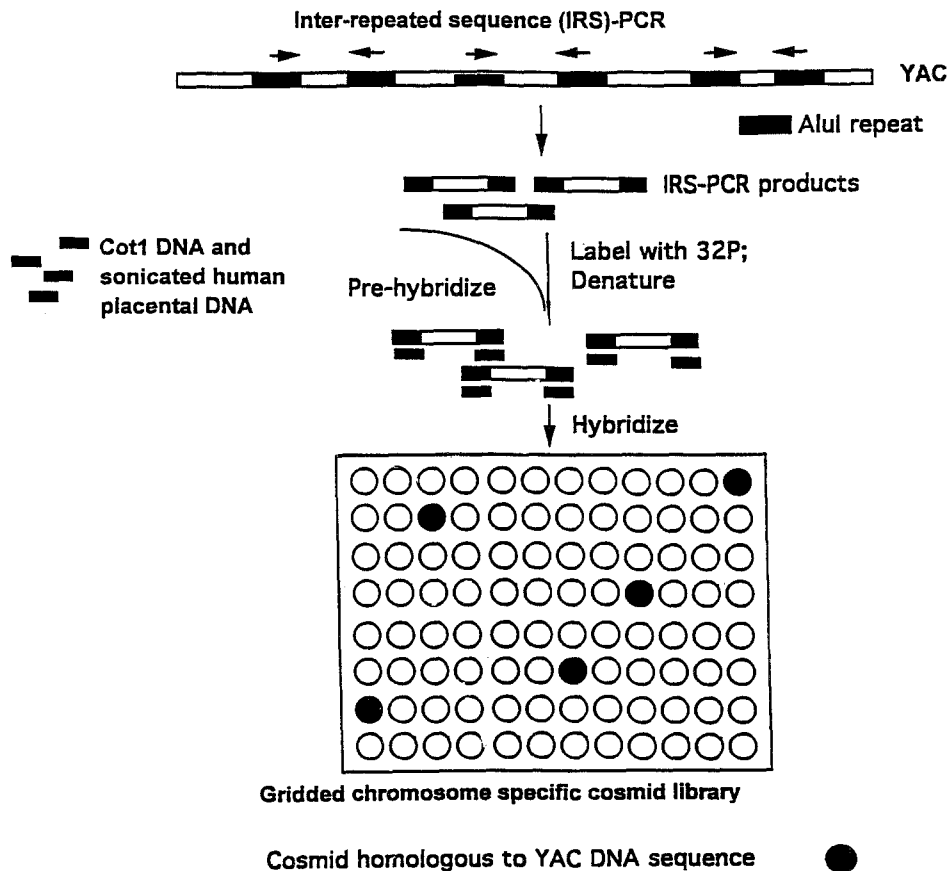 Inter-repeated sequence (IRS)-PCR
YAC
AluI repeat
IRS-PCR products
Cot1 DNA and
sonicated human
placental DNA
Label with 32P;
Denature
Pre-hybridize
Hybridize
Gridded chromosome specific cosmid library
Cosmid homologous to YAC DNA sequence